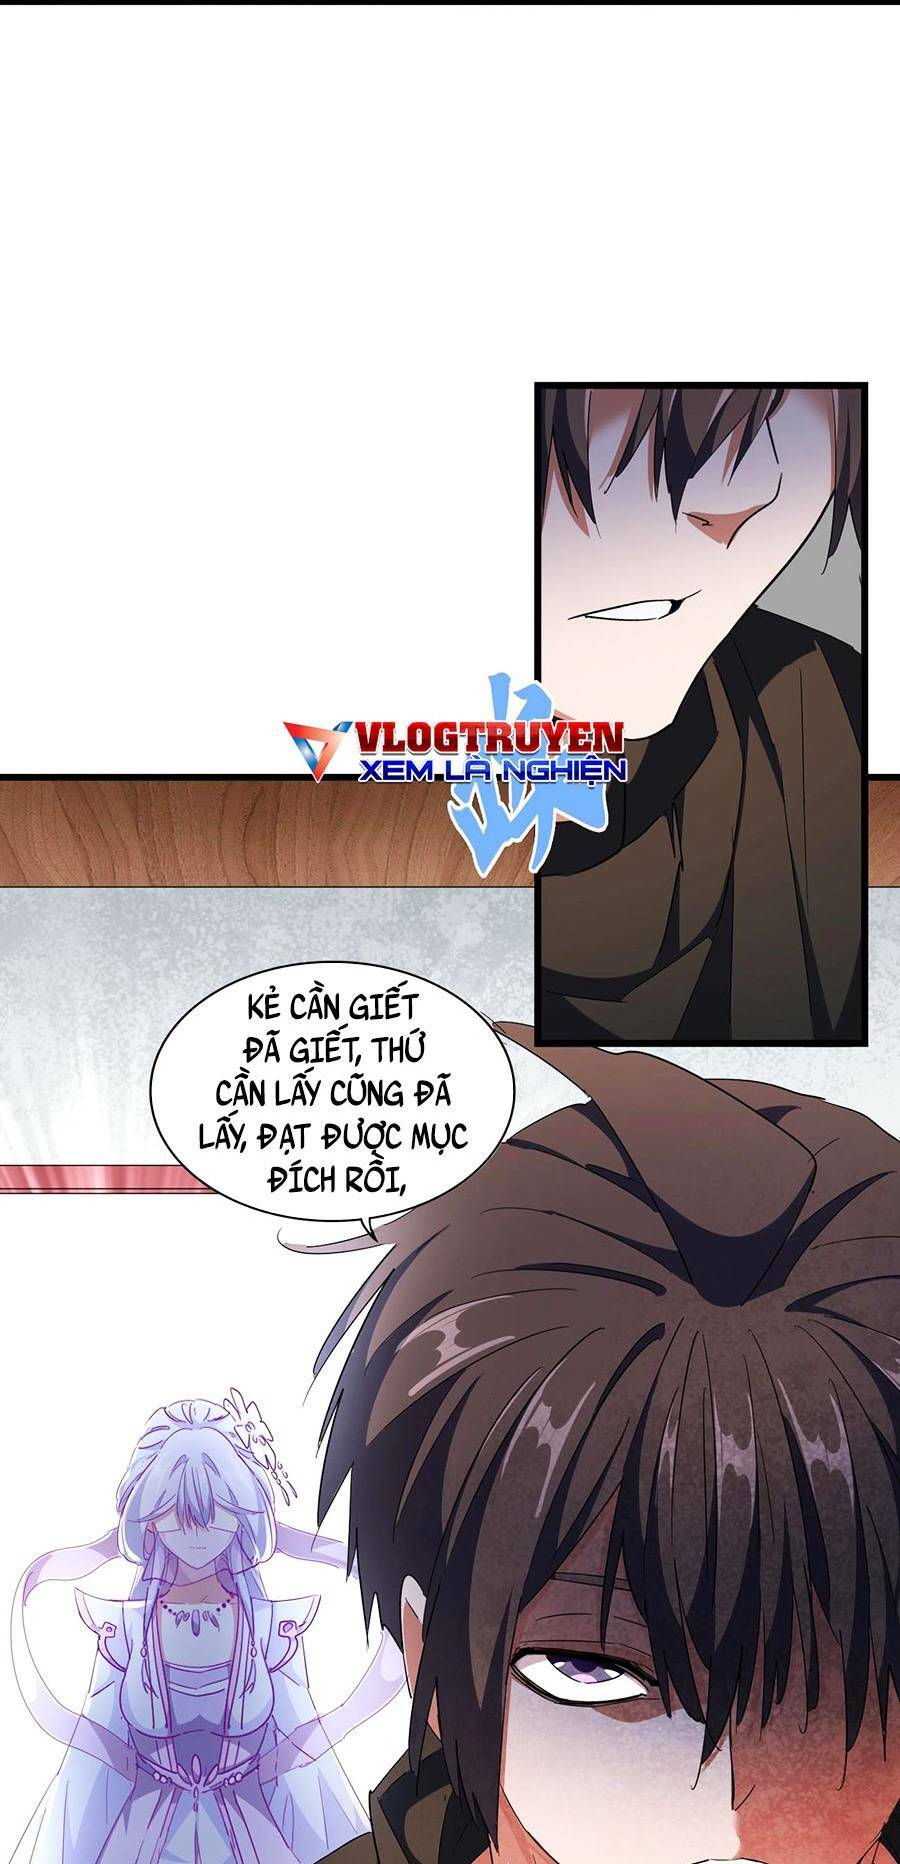 VLOGTRUYEN
XEM LÀ NGHIỆN
KẺ CẦN GIẾT
ĐÃ GIẾT, THỨ
CẦN LẤY CŨNG ĐÃ
LẤY, ĐẠT ĐƯỢC MỤC
ĐÍCH RỒI,